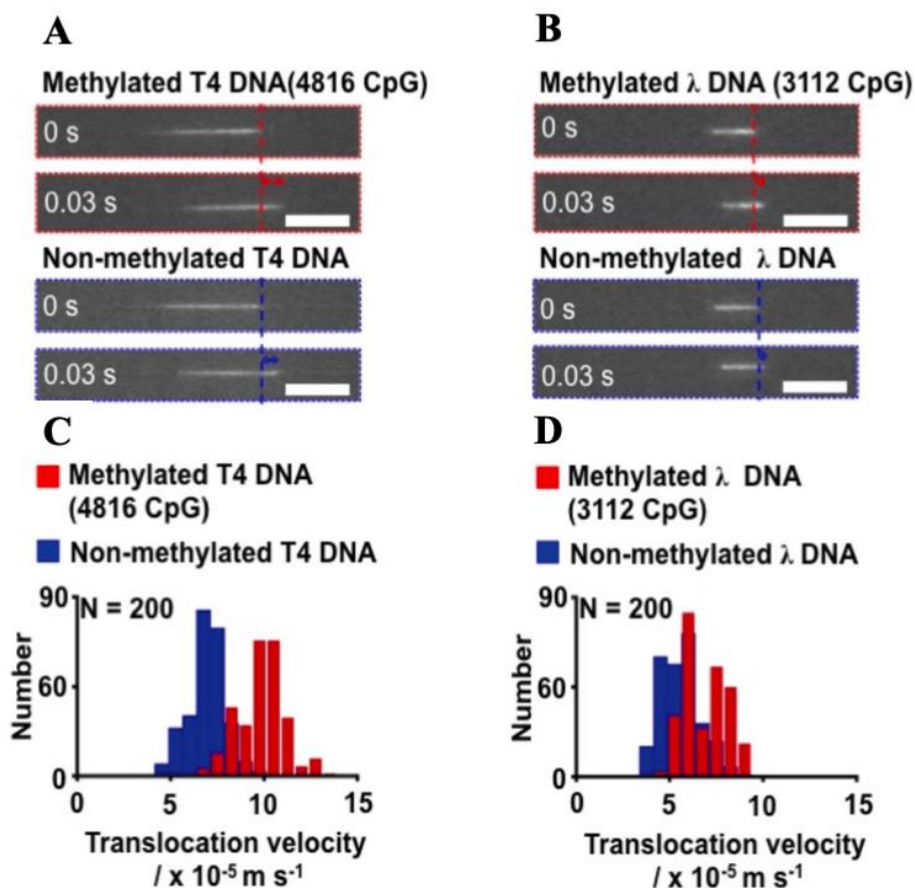 A
Methylated T4 DNA(4816 CpG)
0 s
0.03 s
Non-methylated T4 DNA
0 s
0.03 s
B
Methylated λ DNA (3112 CpG)
0 s
0.03 s
Non-methylated λ DNA
0 s
0.03 s
C
Methylated T4 DNA
(4816 CpG)
Non-methylated T4 DNA
N = 200
Number
90
60
0
0 5 10 15
Translocation velocity
/ x 10⁻⁵ m s⁻¹
D
Methylated λ DNA
(3112 CpG)
Non-methylated λ DNA
N = 200
Number
90
60
0
0 5 10 15
Translocation velocity
/ x 10⁻⁵ m s⁻¹